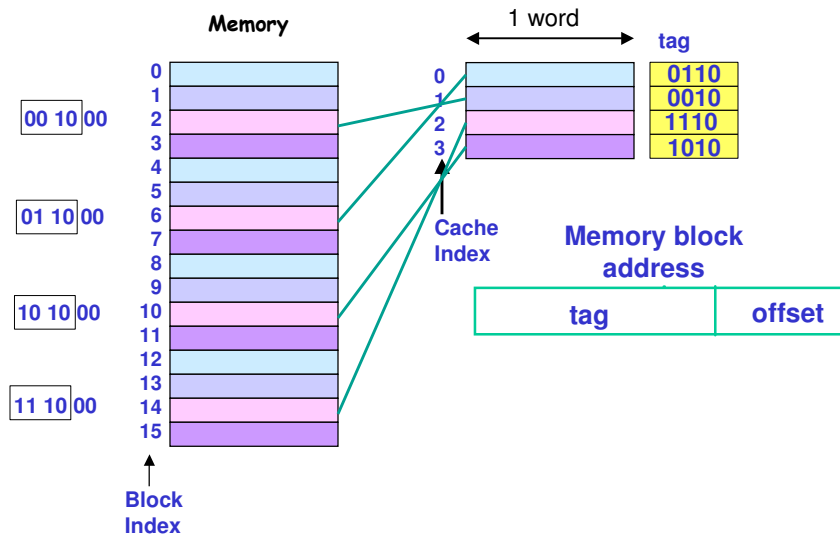 Memory
0
1
2
3
4
5
6
7
8
9
10
11
12
13
14
15
00 10 00
01 10 00
10 10 00
11 10 00
Block
Index
1 word
tag
0
1
2
3
0110
0010
1110
1010
Cache
Index
Memory block
address
tag
offset